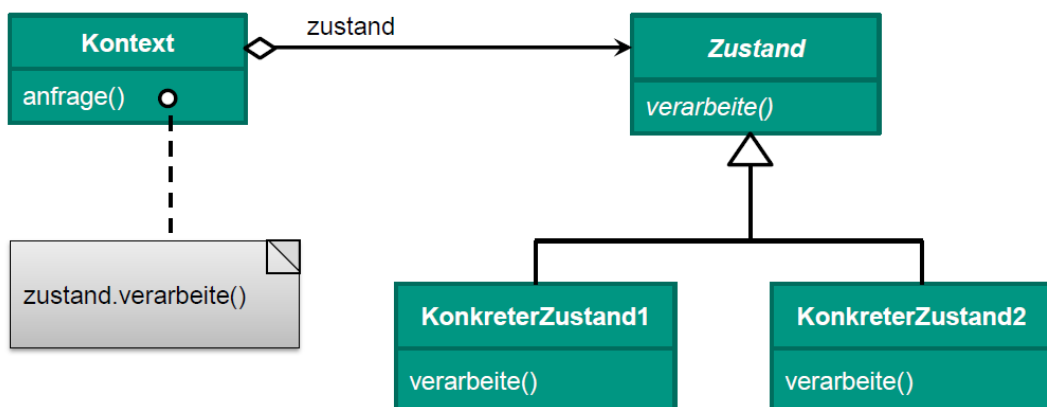 Kontext
zustand
Zustand
anfrage()
verarbeite()
zustand.verarbeite()
KonkreterZustand1
KonkreterZustand2
verarbeite()
verarbeite()